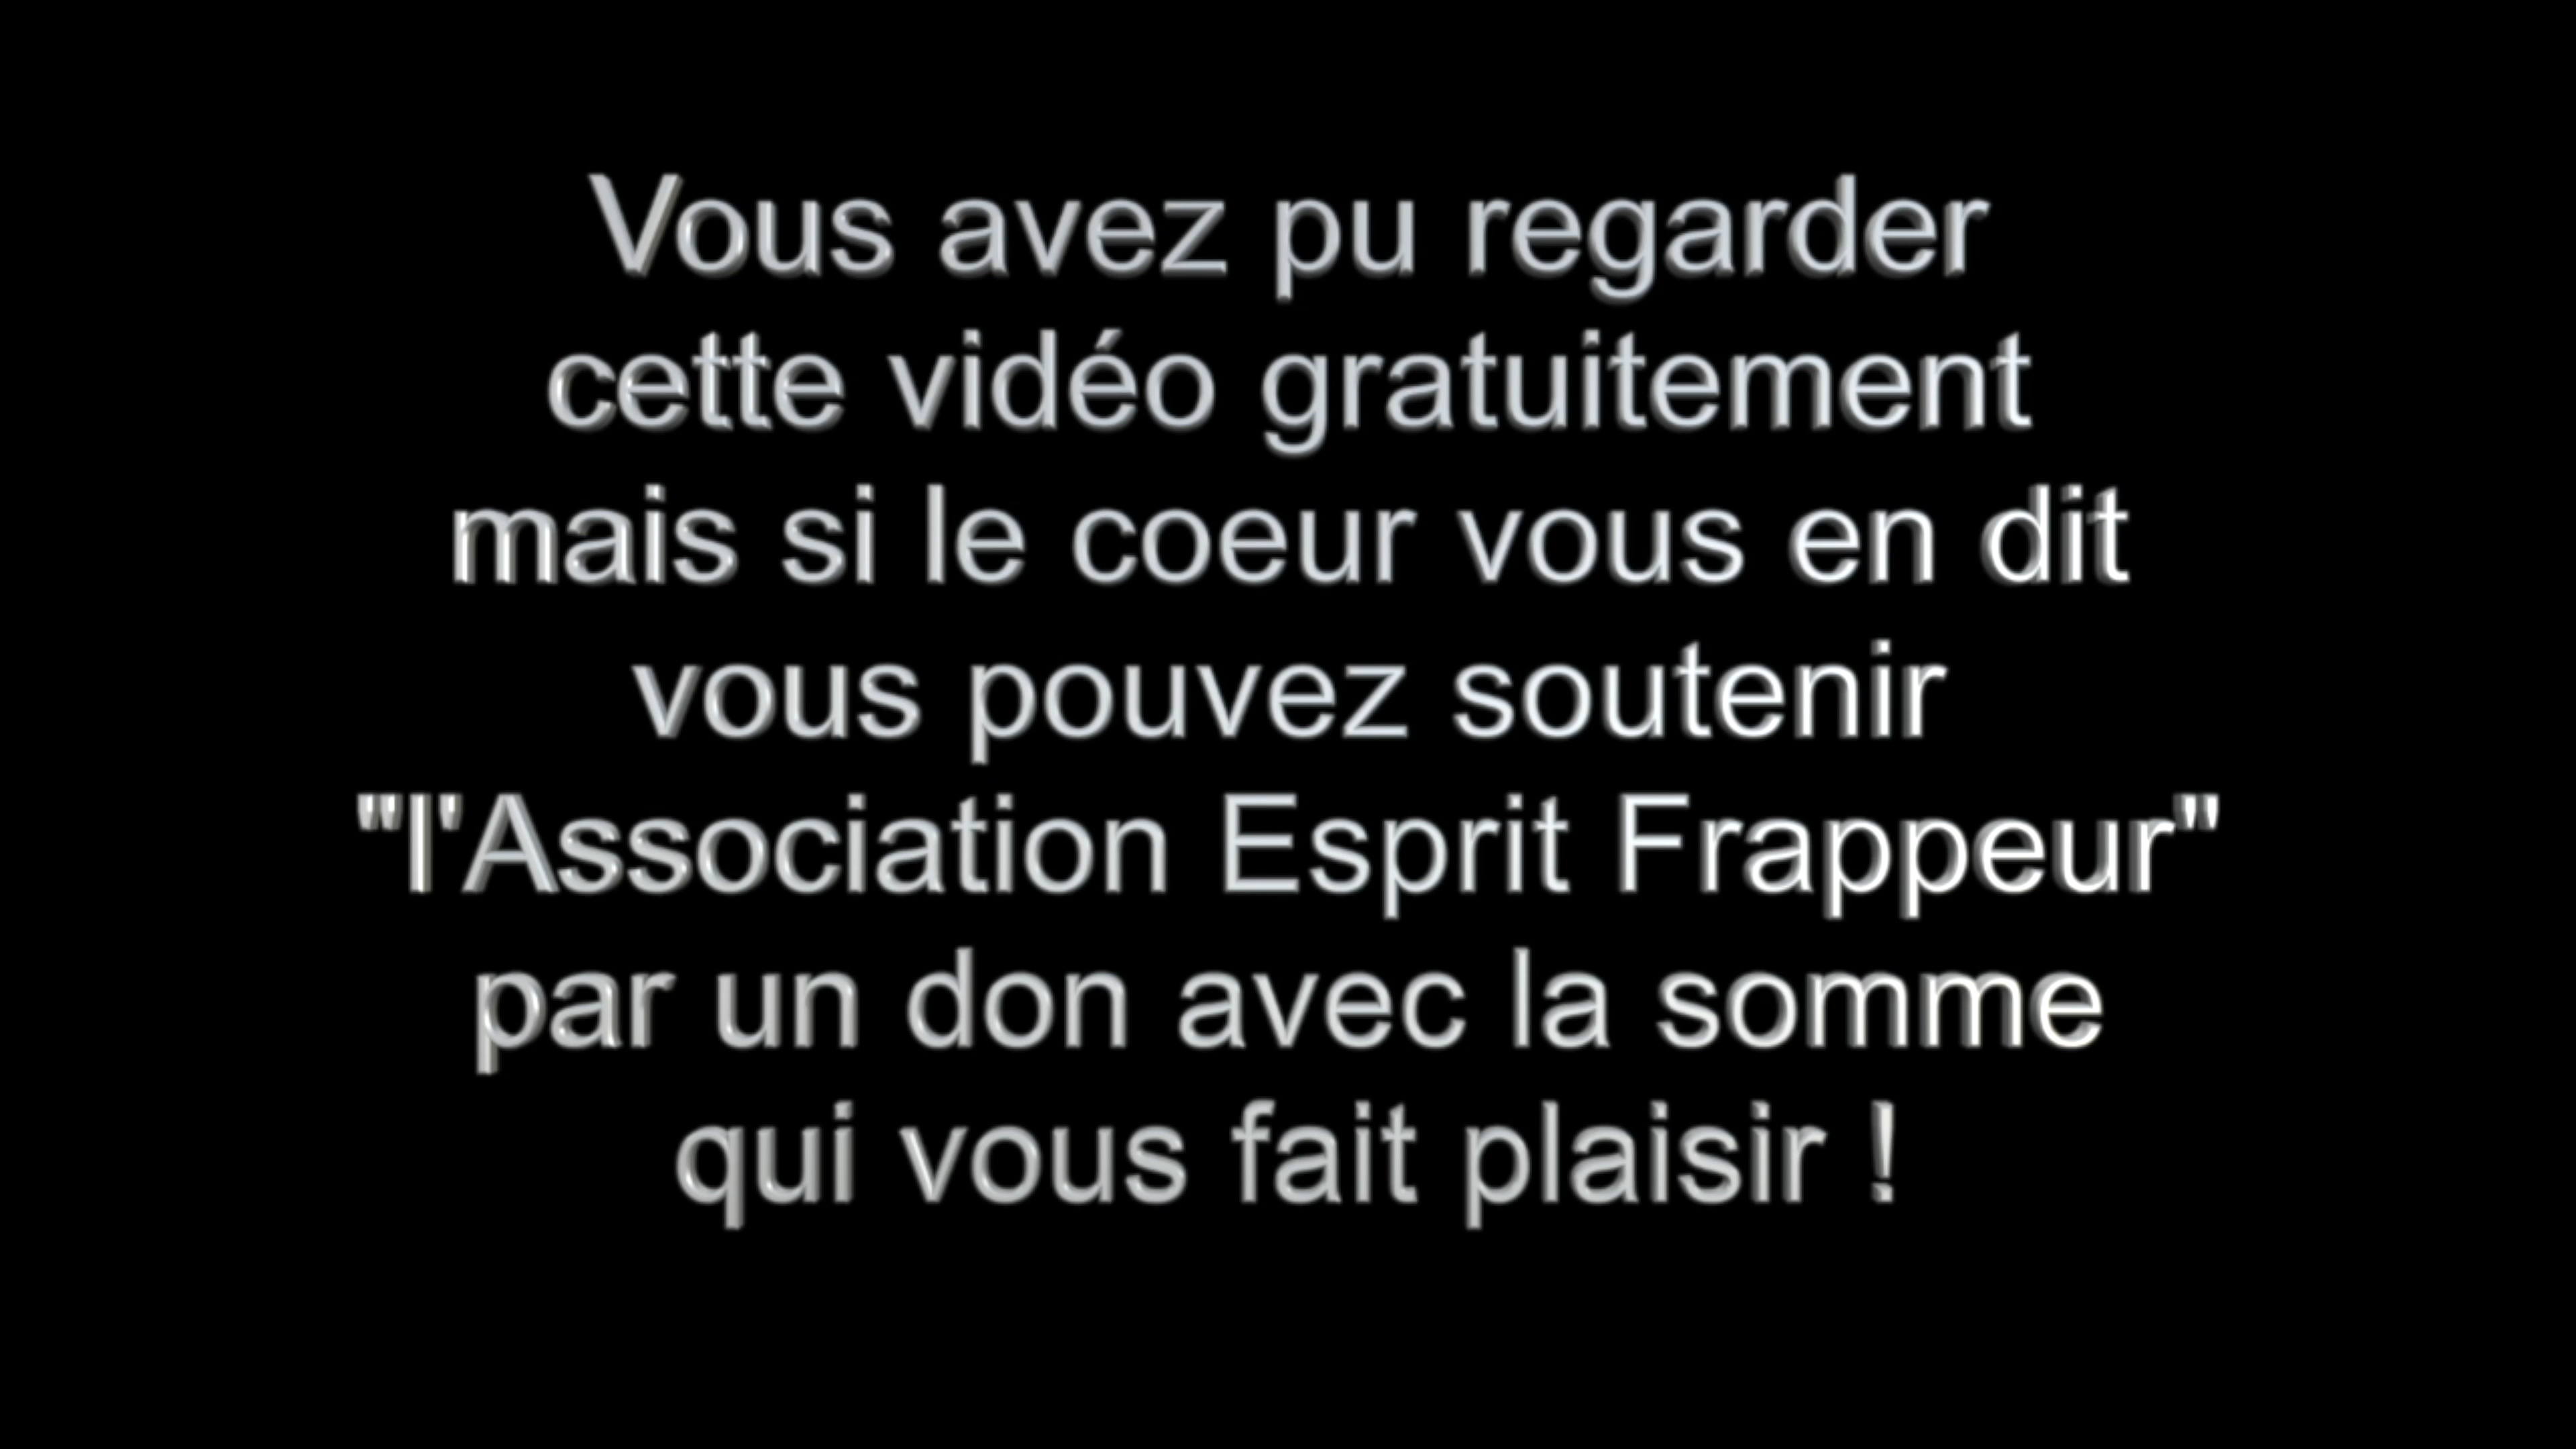 Vous avez pu regarder
cette vidéo gratuitement
mais si le coeur vous en dit
vous pouvez soutenir
"l'Association Esprit Frappeur"
par un don avec la somme
qui vous fait plaisir !